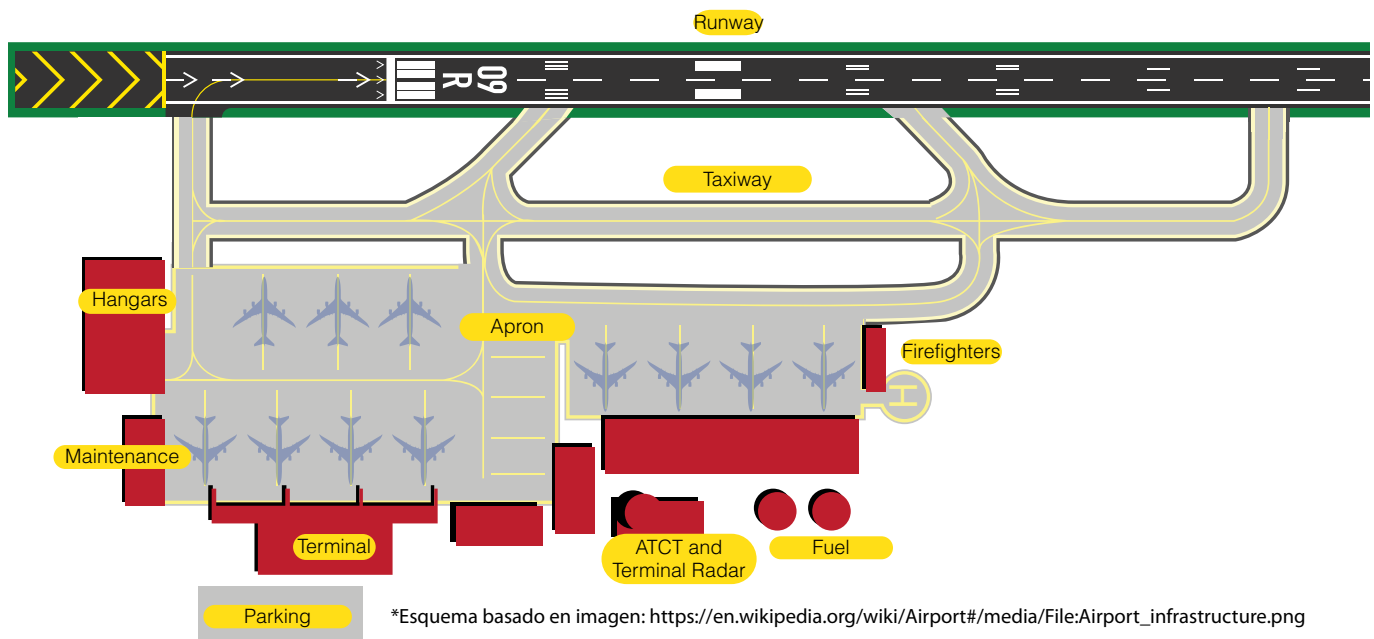 Runway
09
R
Taxiway
Hangars
Apron
Firefighters
H
Maintenance
Terminal
ATCT and
Terminal Radar
Fuel
Parking
*Esquema basado en imagen: https://en.wikipedia.org/wiki/Airport#/media/File:Airport_infrastructure.png